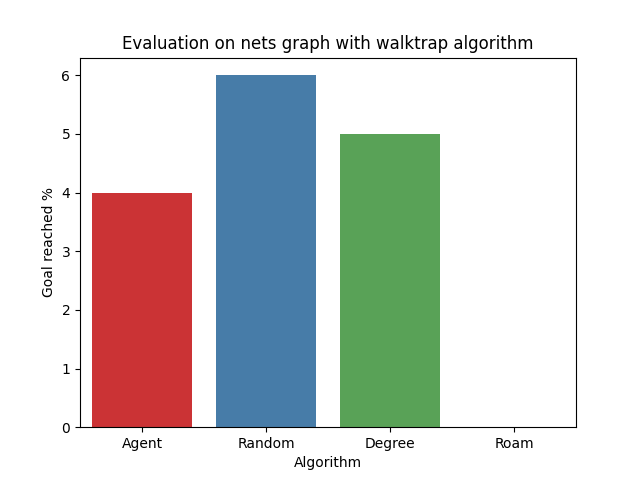 Evaluation on nets graph with walktrap algorithm
Goal reached %
6
5
4
3
2
1
0
Agent Random Degree Roam
Algorithm